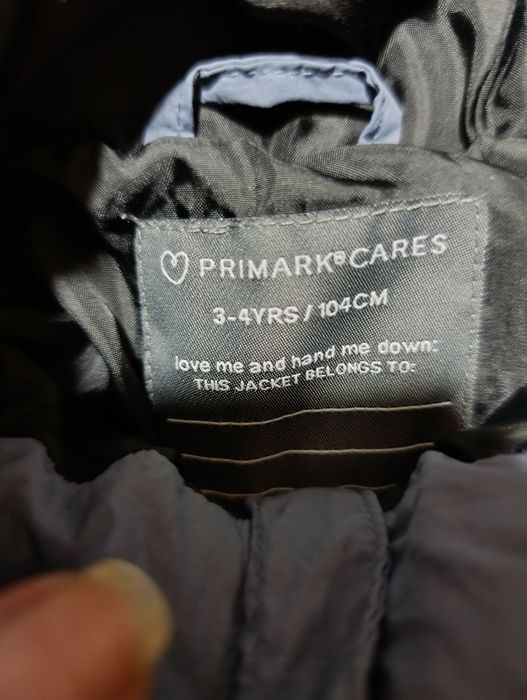 PRIMARK® CARES
3-4YRS / 104CM
love me and hand me down:
THIS JACKET BELONGS TO: